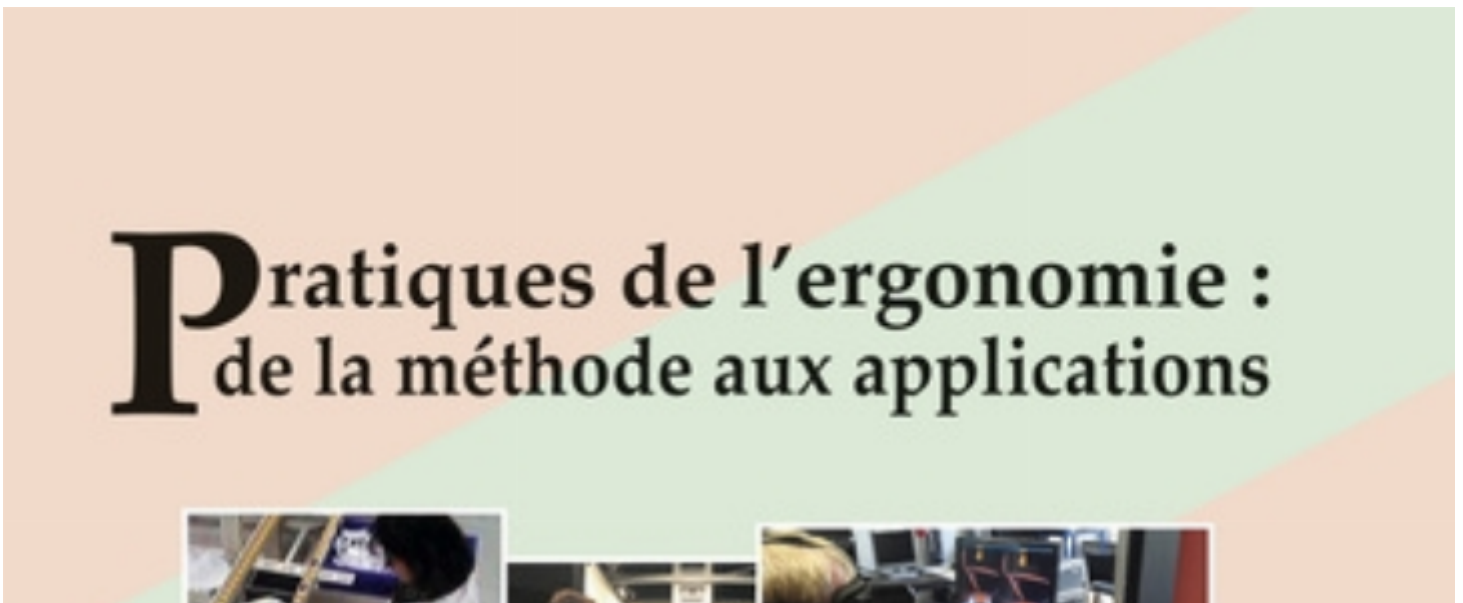 Pratiques de l'ergonomie :
de la méthode aux applications